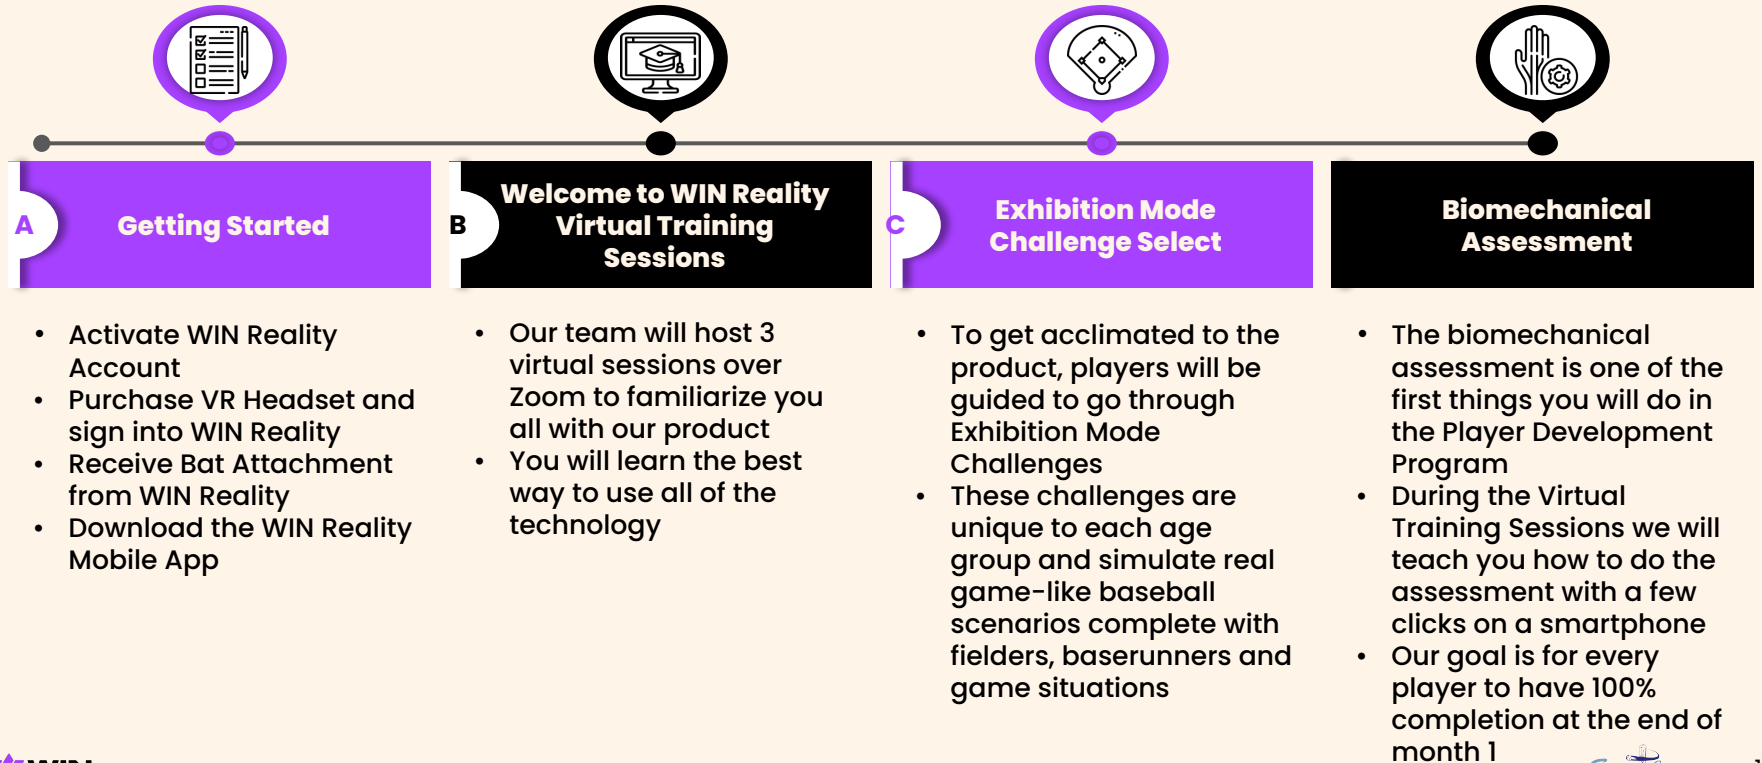 A
Getting Started
• Activate WIN Reality
Account
• Purchase VR Headset and
sign into WIN Reality
• Receive Bat Attachment
from WIN Reality
• Download the WIN Reality
Mobile App
B
Welcome to WIN Reality
Virtual Training
Sessions
• Our team will host 3
virtual sessions over
Zoom to familiarize you
all with our product
• You will learn the best
way to use all of the
technology
C
Exhibition Mode
Challenge Select
• To get acclimated to the
product, players will be
guided to go through
Exhibition Mode
Challenges
• These challenges are
unique to each age
group and simulate real
game-like baseball
scenarios complete with
fielders, baserunners and
game situations
Biomechanical
Assessment
• The biomechanical
assessment is one of the
first things you will do in
the Player Development
Program
• During the Virtual
Training Sessions we will
teach you how to do the
assessment with a few
clicks on a smartphone
• Our goal is for every
player to have 100%
completion at the end of
month 1
WIN